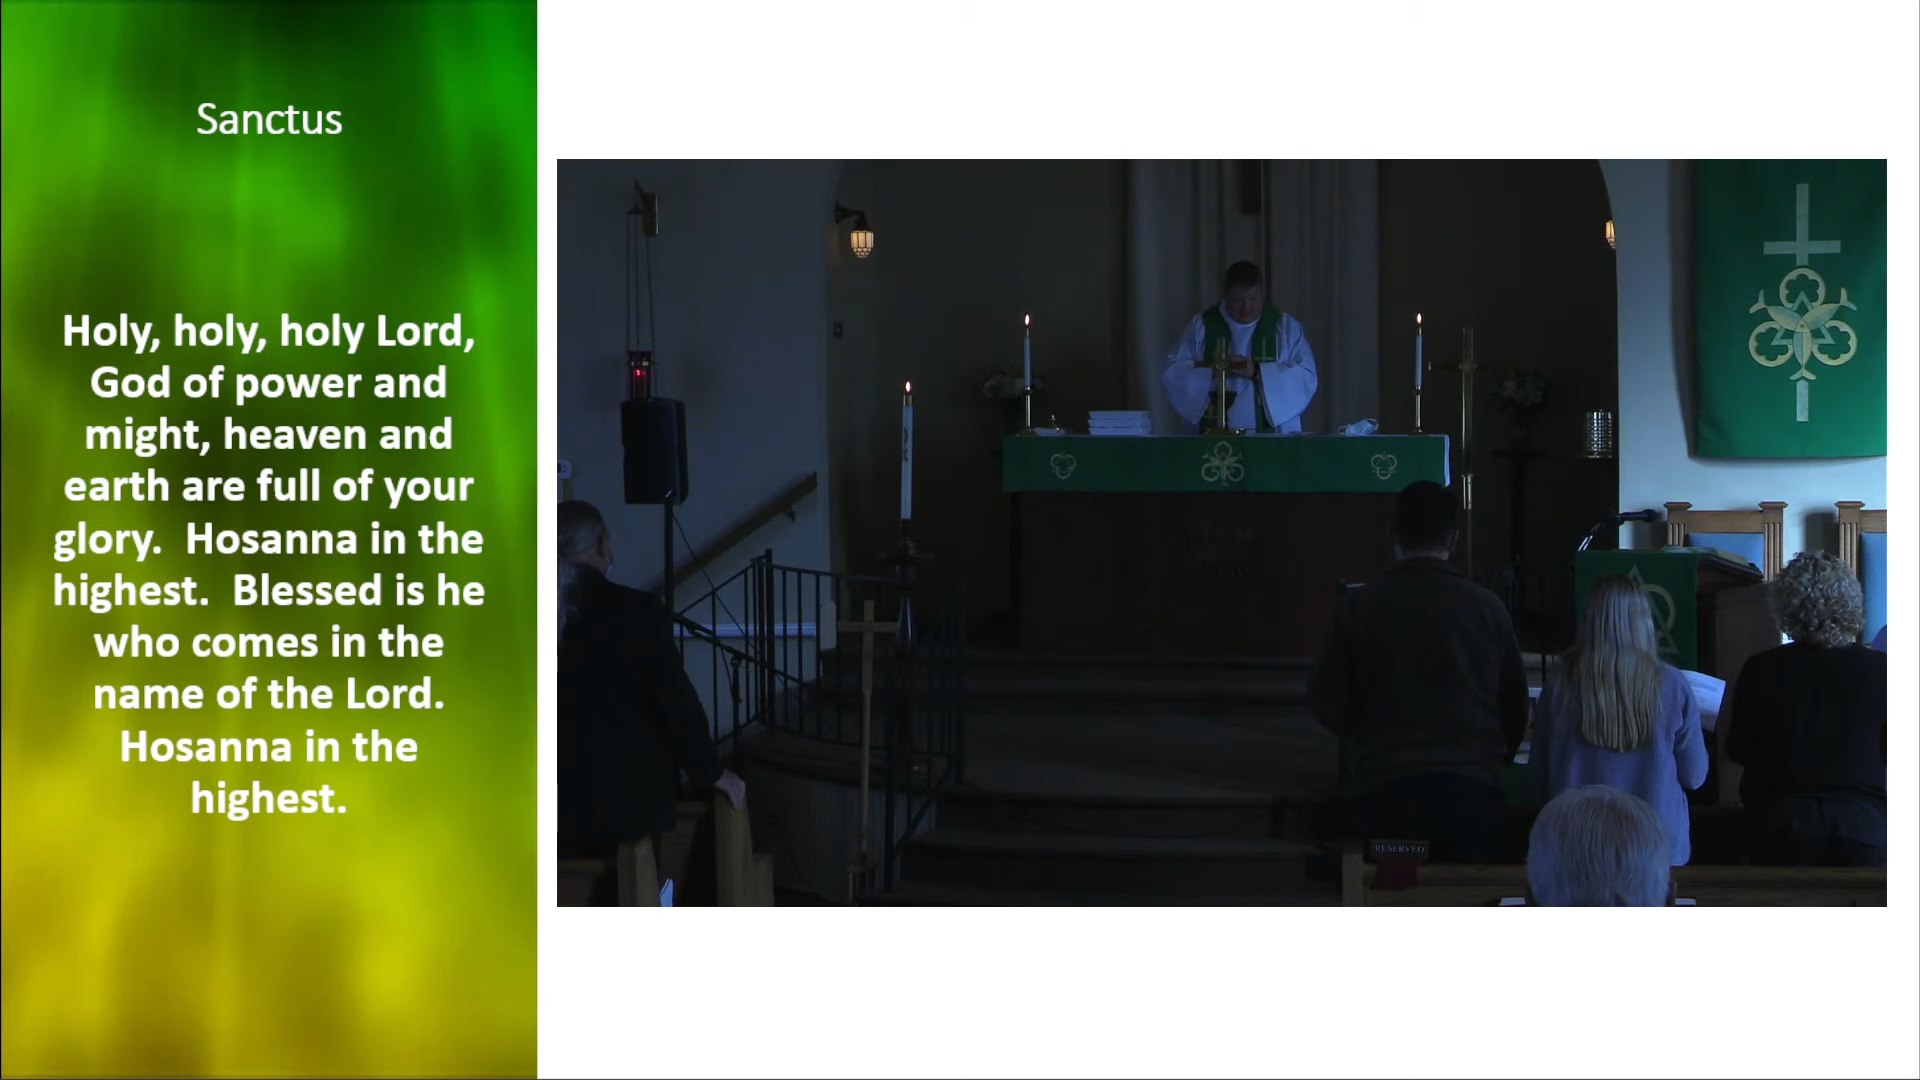 Sanctus
Holy, holy, holy Lord,
God of power and
might, heaven and
earth are full of your
glory.  Hosanna in the
highest.  Blessed is he
who comes in the
name of the Lord.
Hosanna in the
highest.
RESERVED